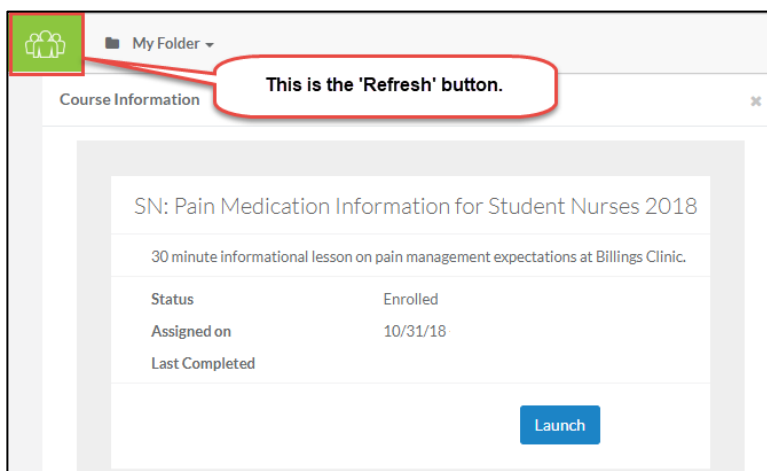 My Folder
This is the 'Refresh' button.
Course Information
SN: Pain Medication Information for Student Nurses 2018
30 minute informational lesson on pain management expectations at Billings Clinic.
Status Enrolled
Assigned on 10/31/18
Last Completed
Launch